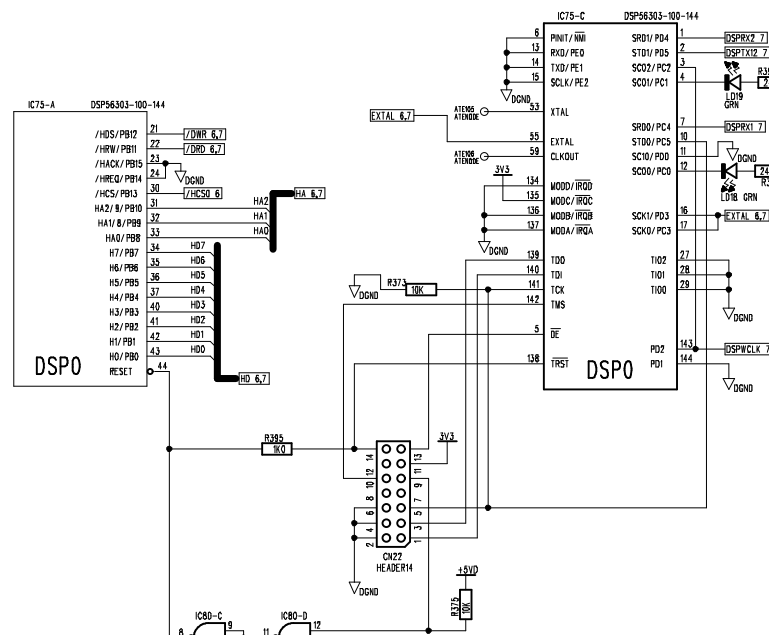 IC75-A DSP56303-100-144
/HDS/PB12 21 /DWR 6,7
/HRW/PB11 22 /DRD 6,7
/HACK/PB15 23
/HREQ/PB14 24 DGND
/HCS/PB13 30 /HCS0 6
HA2/9/PB10 31 HA2 HA 6,7
HA1/8/PB9 32 HA1
HA0/PB8 33 HA0
H7/PB7 34 HD7
H6/PB6 35 HD6
H5/PB5 36 HD5
H4/PB4 37 HD4
H3/PB3 40 HD3
H2/PB2 41 HD2
H1/PB1 42 HD1
H0/PB0 43 HD0
RESET 44
DSP0
HD 6,7
IC75-C DSP56303-100-144
6 PINIT/NMI SRD1/PD4 1 DSPRX2 7
13 RXD/PE0 STD1/PD5 2 DSPTX12 7
14 TXD/PE1 SC02/PC2 3
15 SCLK/PE2 SC01/PC1 4
DGND
LD19
GRN
ATE105
ATENODE
53 XTAL
EXTAL 6,7
SRD0/PC4 7 DSPRX1 7
55 EXTAL STD0/PC5 10
ATE106
ATENODE
59 CLKOUT SC10/PD0 11 DGND
SC00/PC0 12
LD18 GRN
3V3
134 MODD/IRQD
135 MODC/IRQC
136 MODB/IRQB SCK1/PD3 16 EXTAL 6,7
137 MODA/IRQA SCK0/PC3 17
DGND
139 TDO TIO2 27
140 TDI TIO1 28
141 TCK TIO0 29
142 TMS
DGND
R373
10K
DGND
5 DE
PD2 143 DSPWCLK 7
138 TRST PD1 144
DSP0
DGND
R395
1K0
3V3
14 13
12 11
10 9
8 7
6 5
4 3
2 1
CN22
HEADER14
DGND
+5VD
R375
10K
IC80-C IC80-D
8 9 11 12